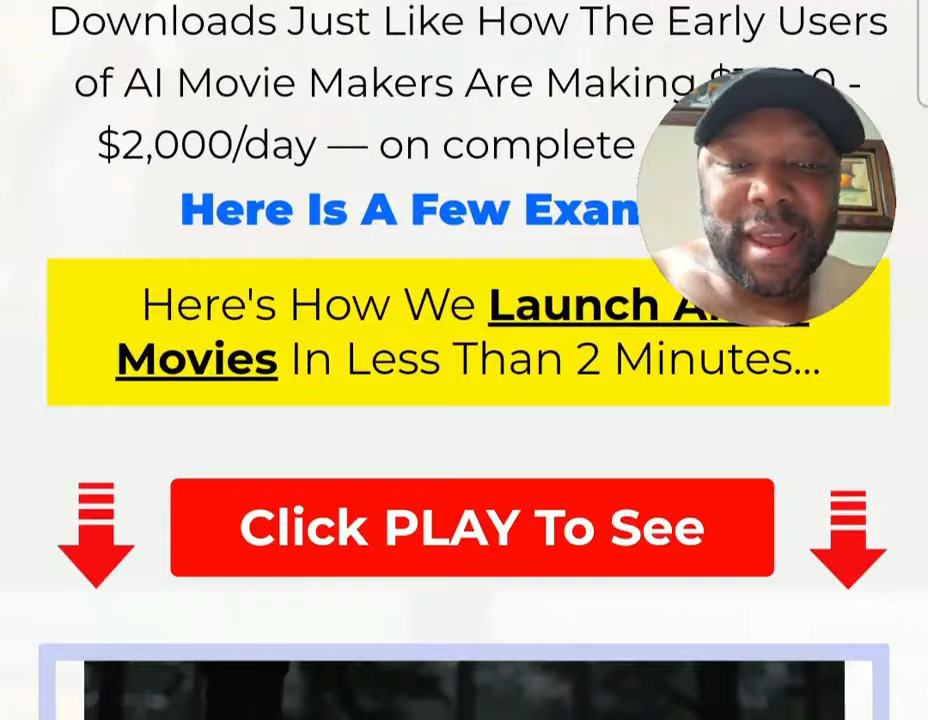 Downloads Just Like How The Early Users
of AI Movie Makers Are Making -
$2,000/day — on complete
Here Is A Few
Here's How We Launch
Movies In Less Than 2 Minutes...
Click PLAY To See